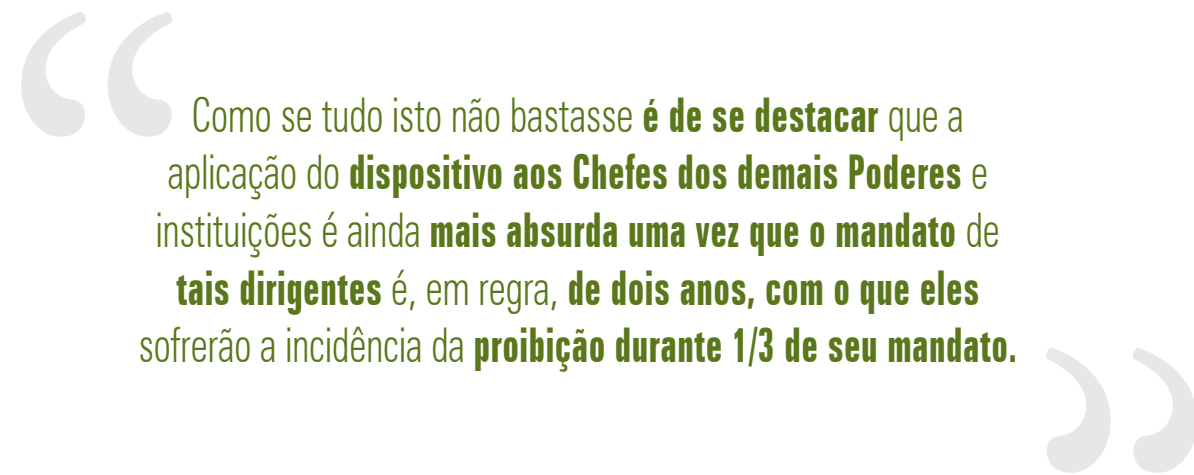 Como se tudo isto não bastasse é de se destacar que a
aplicação do dispositivo aos Chefes dos demais Poderes e
instituições é ainda mais absurda uma vez que o mandato de
tais dirigentes é, em regra, de dois anos, com o que eles
sofrerão a incidência da proibição durante 1/3 de seu mandato.